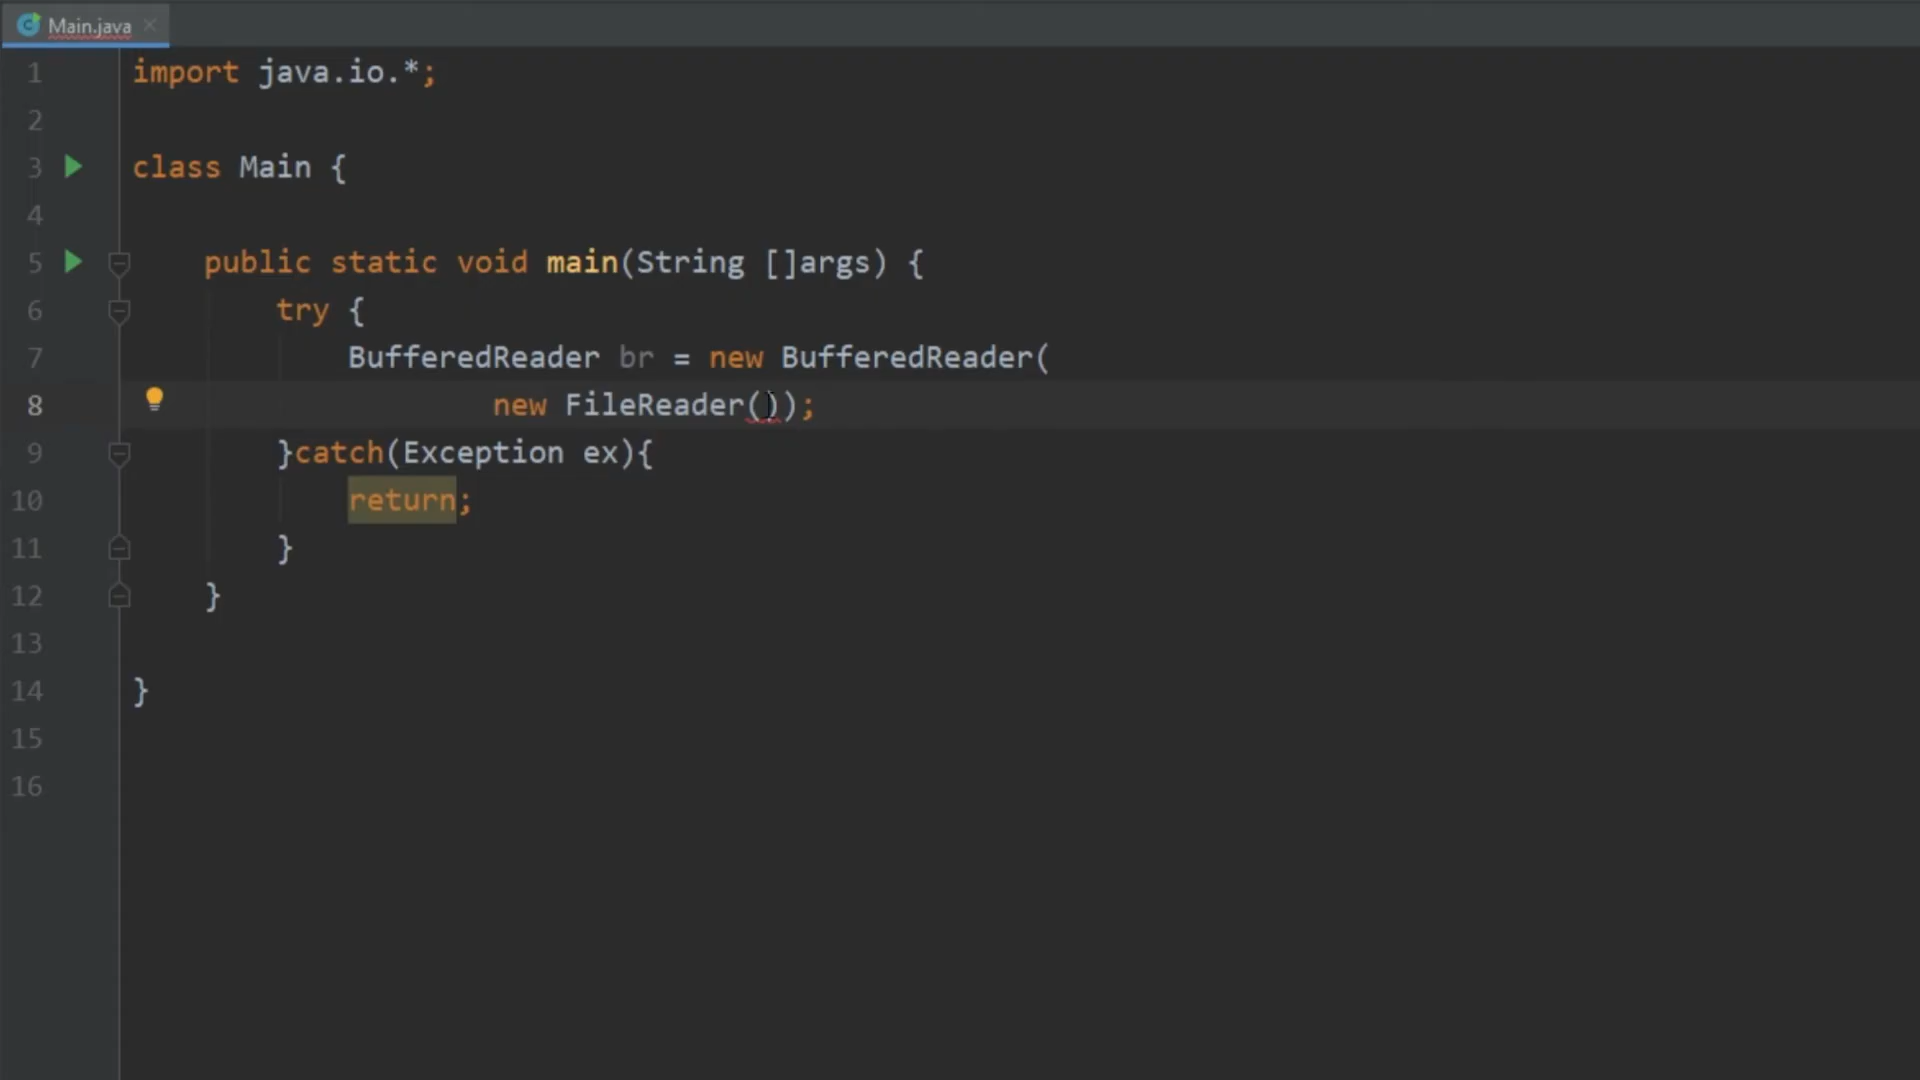 Main.java
1 import java.io.*;
2
3 class Main {
4
5 public static void main(String []args) {
6 try {
7 BufferedReader br = new BufferedReader(
8 new FileReader());
9 }catch(Exception ex){
10 return;
11 }
12 }
13
14 }
15
16